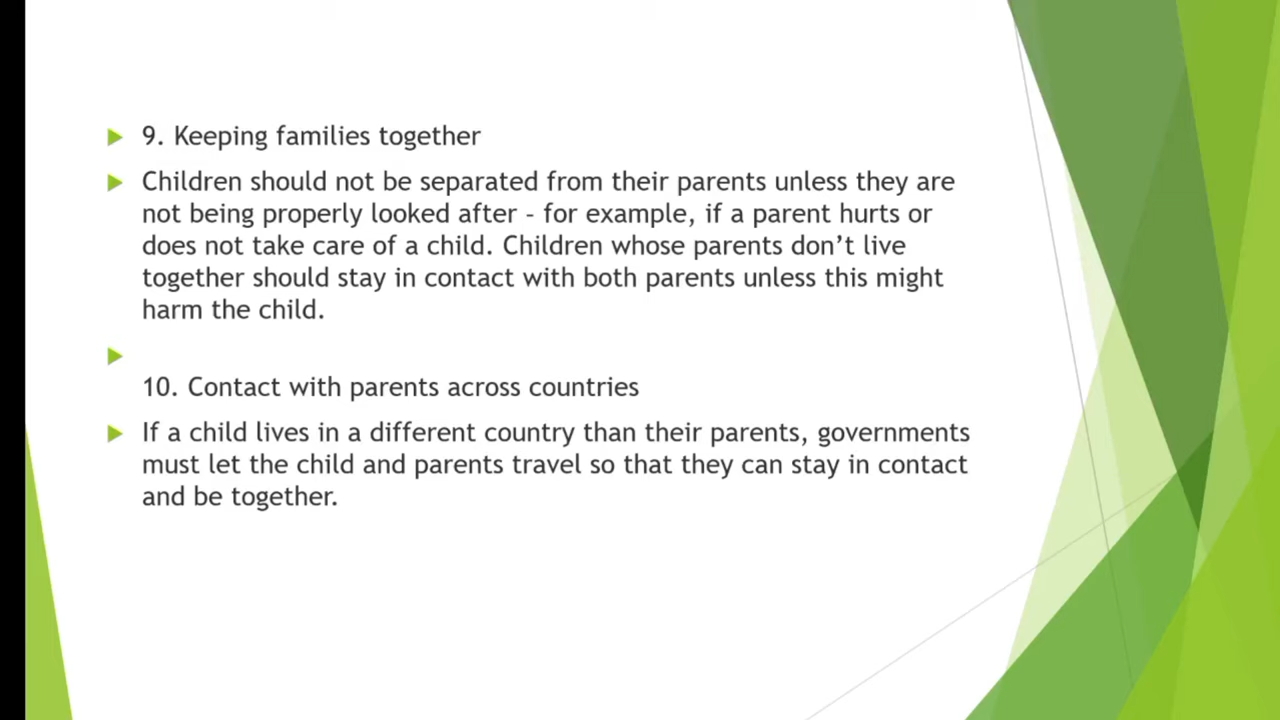 9. Keeping families together
Children should not be separated from their parents unless they are
not being properly looked after – for example, if a parent hurts or
does not take care of a child. Children whose parents don’t live
together should stay in contact with both parents unless this might
harm the child.
10. Contact with parents across countries
If a child lives in a different country than their parents, governments
must let the child and parents travel so that they can stay in contact
and be together.